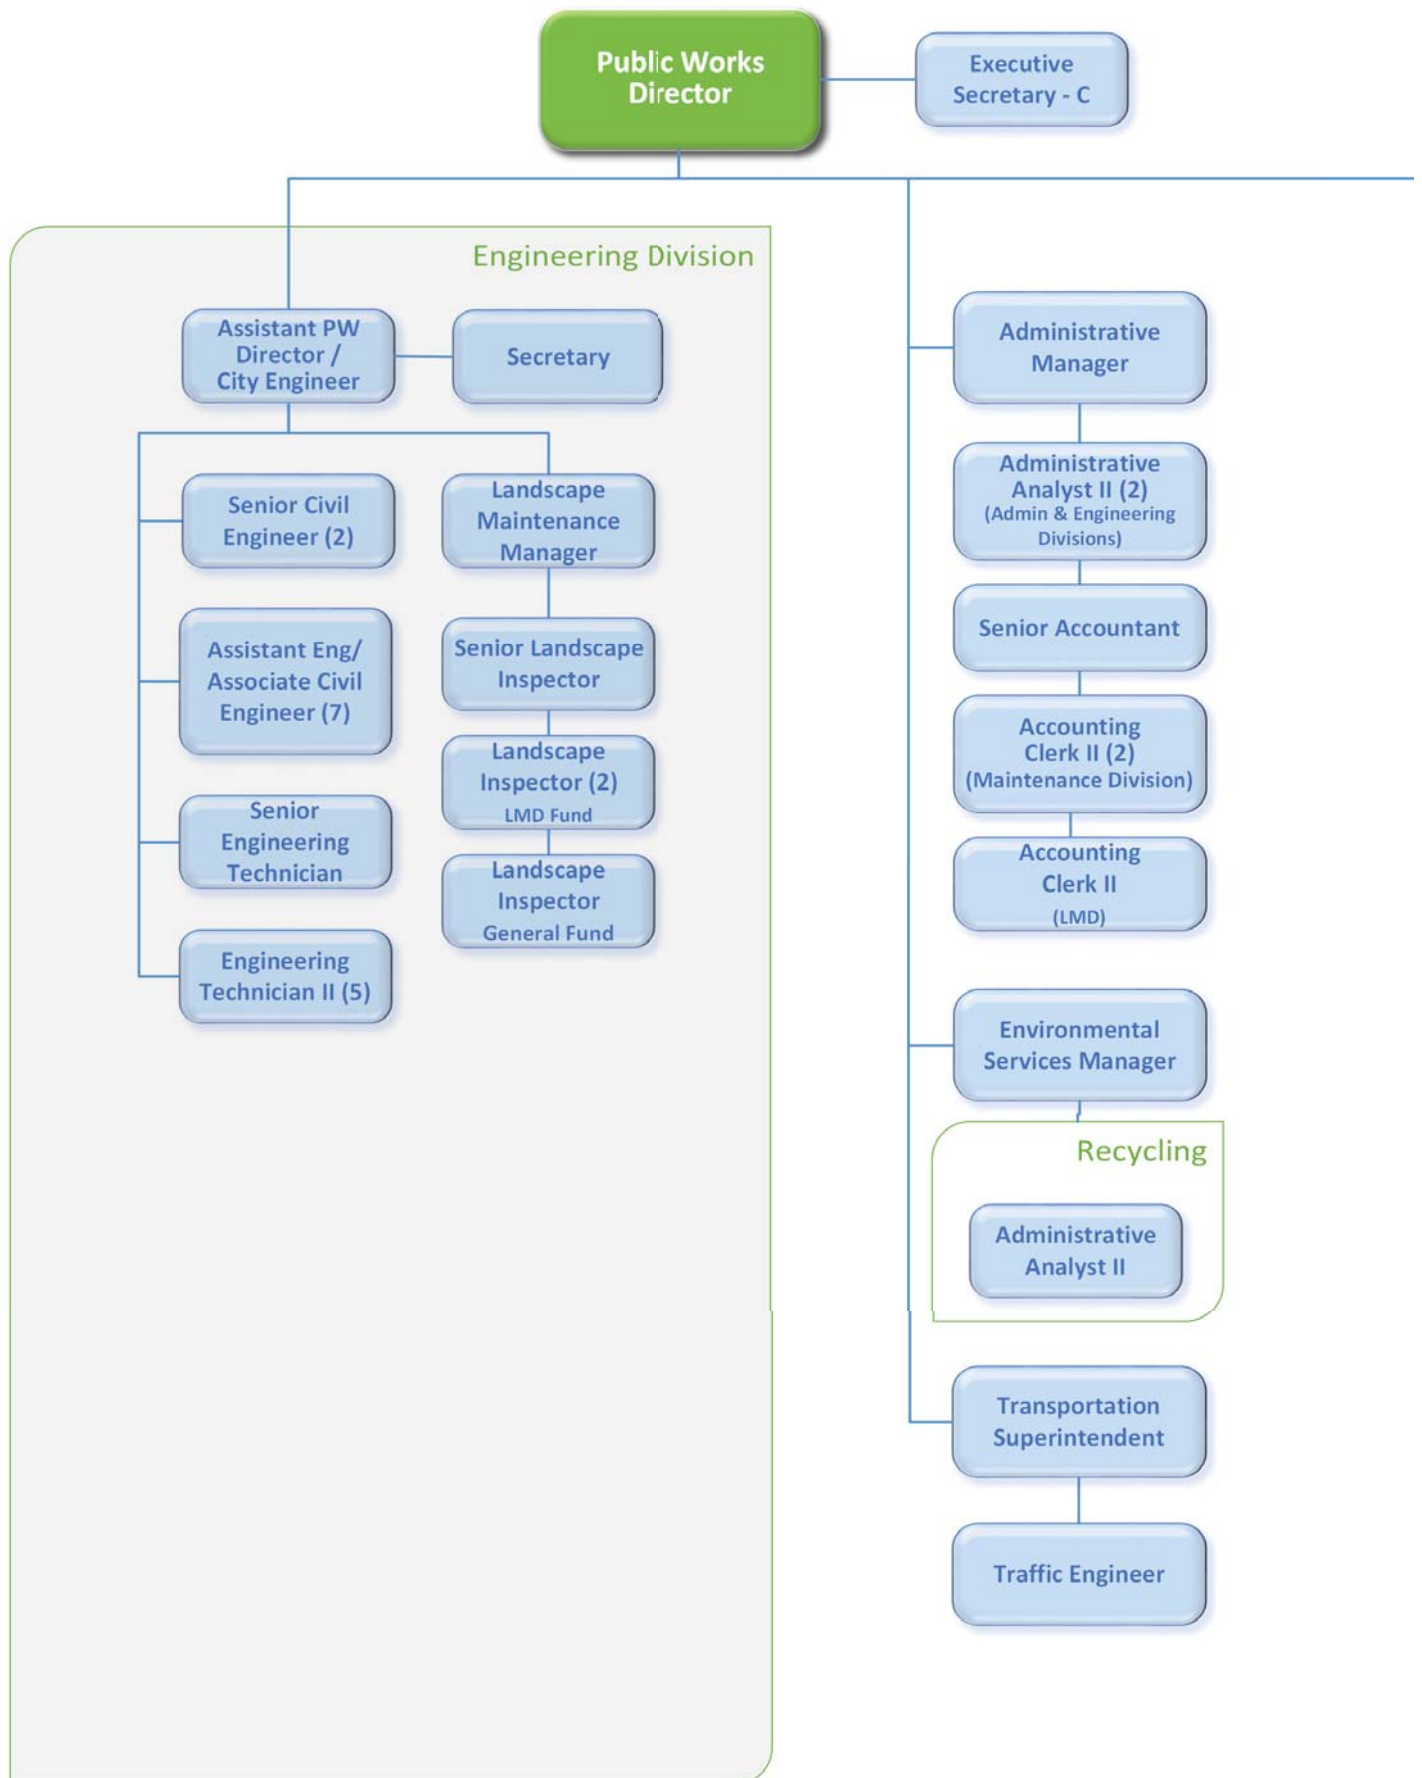 Public Works
Director
Executive
Secretary - C
Engineering Division
Assistant PW
Director /
City Engineer
Secretary
Senior Civil
Engineer (2)
Assistant Eng/
Associate Civil
Engineer (7)
Senior
Engineering
Technician
Engineering
Technician II (5)
Landscape
Maintenance
Manager
Senior Landscape
Inspector
Landscape
Inspector (2)
LMD Fund
Landscape
Inspector
General Fund
Administrative
Manager
Administrative
Analyst II (2)
(Admin & Engineering
Divisions)
Senior Accountant
Accounting
Clerk II (2)
(Maintenance Division)
Accounting
Clerk II
(LMD)
Environmental
Services Manager
Recycling
Administrative
Analyst II
Transportation
Superintendent
Traffic Engineer